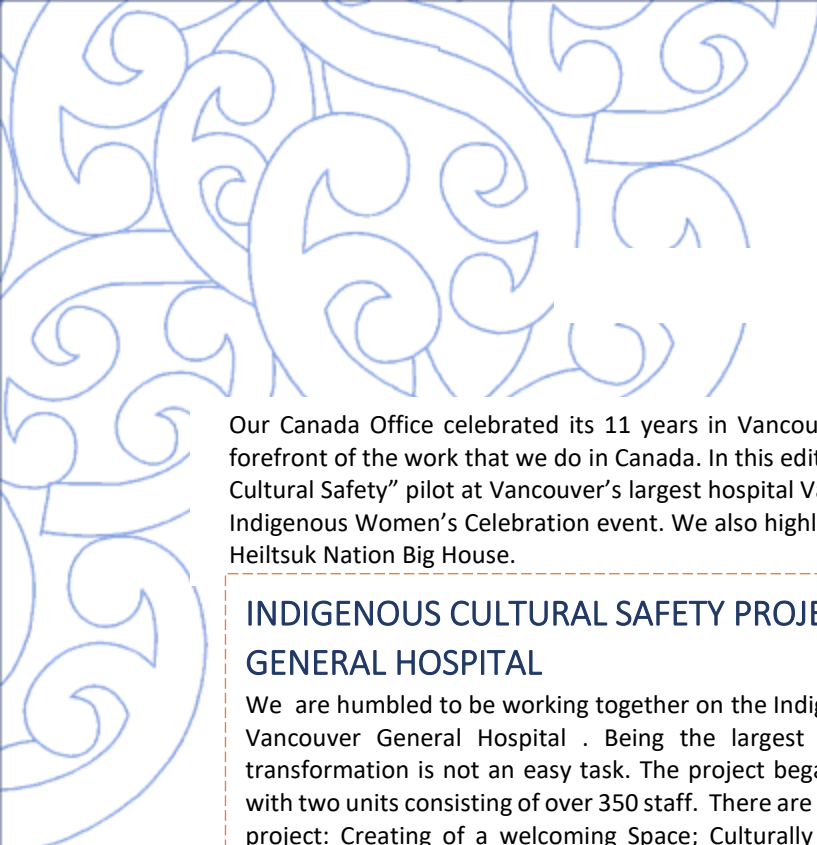 Our Canada Office celebrated its 11 years in Vancou
forefront of the work that we do in Canada. In this edit
Cultural Safety” pilot at Vancouver’s largest hospital Va
Indigenous Women’s Celebration event. We also highl
Heiltsuk Nation Big House.
INDIGENOUS CULTURAL SAFETY PROJE
GENERAL HOSPITAL
We are humbled to be working together on the Indig
Vancouver General Hospital . Being the largest
transformation is not an easy task. The project bega
with two units consisting of over 350 staff. There are
project: Creating of a welcoming Space; Culturally